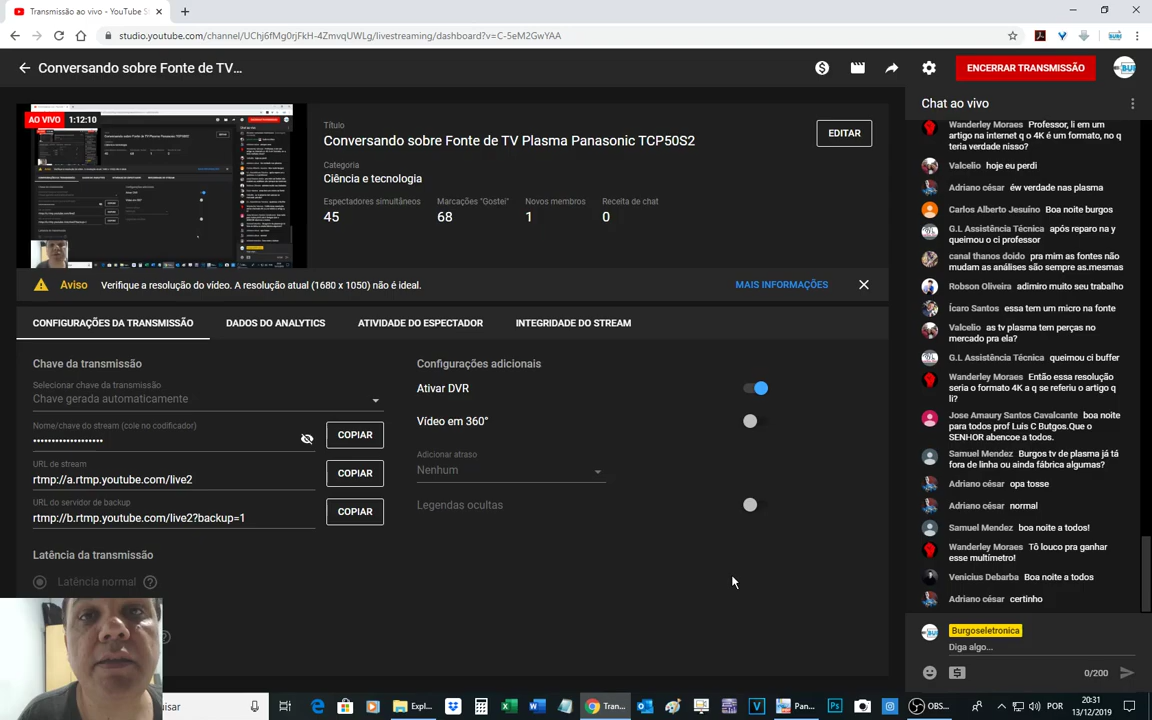 Transmissão ao vivo - YouTube S
studio.youtube.com/channel/UChj6fMg0rjFkH-4ZmvqUWLg/livestreaming/dashboard?v=C-5eM2GwYAA
Conversando sobre Fonte de TV...
ENCERRAR TRANSMISSÃO
AO VIVO 1:12:10
Título
Conversando sobre Fonte de TV Plasma Panasonic TCP50S2
EDITAR
Categoria
Ciência e tecnologia
Espectadores simultâneos
45
Marcações "Gostei"
68
Novos membros
1
Receita de chat
0
Aviso Verifique a resolução do vídeo. A resolução atual (1680 x 1050) não é ideal.
MAIS INFORMAÇÕES
CONFIGURAÇÕES DA TRANSMISSÃO
DADOS DO ANALYTICS
ATIVIDADE DO ESPECTADOR
INTEGRIDADE DO STREAM
Chave da transmissão
Selecionar chave da transmissão
Chave gerada automaticamente
Nome/chave do stream (cole no codificador)
•••••••••••••••••••
COPIAR
URL de stream
rtmp://a.rtmp.youtube.com/live2
COPIAR
URL do servidor de backup
rtmp://b.rtmp.youtube.com/live2?backup=1
COPIAR
Latência da transmissão
Latência normal
Configurações adicionais
Ativar DVR
Vídeo em 360°
Adicionar atraso
Nenhum
Legendas ocultas
Chat ao vivo
Wanderley Moraes Professor, li em um
artigo na internet q o 4K é um formato, no q
teria verdade nisso?
Valcelio hoje eu perdi
Adriano césar éw verdade nas plasma
Carlos Alberto Jesuíno Boa noite burgos
G.L Assistência Técnica após reparo na y
queimou o ci professor
canal thanos doido pra mim as fontes não
mudam as análises são sempre as.mesmas
Robson Oliveira adimiro muito seu trabalho
Ícaro Santos essa tem um micro na fonte
Valcelio as tv plasma tem perças no
mercado pra ela?
G.L Assistência Técnica queimou ci buffer
Wanderley Moraes Então essa resolução
seria o formato 4K a q se referiu o artigo q
li?
Jose Amaury Santos Cavalcante boa noite
para todos prof Luis C Butgos.Que o
SENHOR abencoe a todos.
Samuel Mendez Burgos tv de plasma já tá
fora de linha ou ainda fábrica algumas?
Adriano césar opa tosse
Adriano césar normal
Samuel Mendez boa noite a todos!
Wanderley Moraes Tô louco pra ganhar
esse multímetro!
Venicius Debarba Boa noite a todos
Adriano césar certinho
Burgoseletronica
Diga algo...
0/200
quisar
Expl...
Tran...
Pan...
OBS...
POR
20:31
13/12/2019